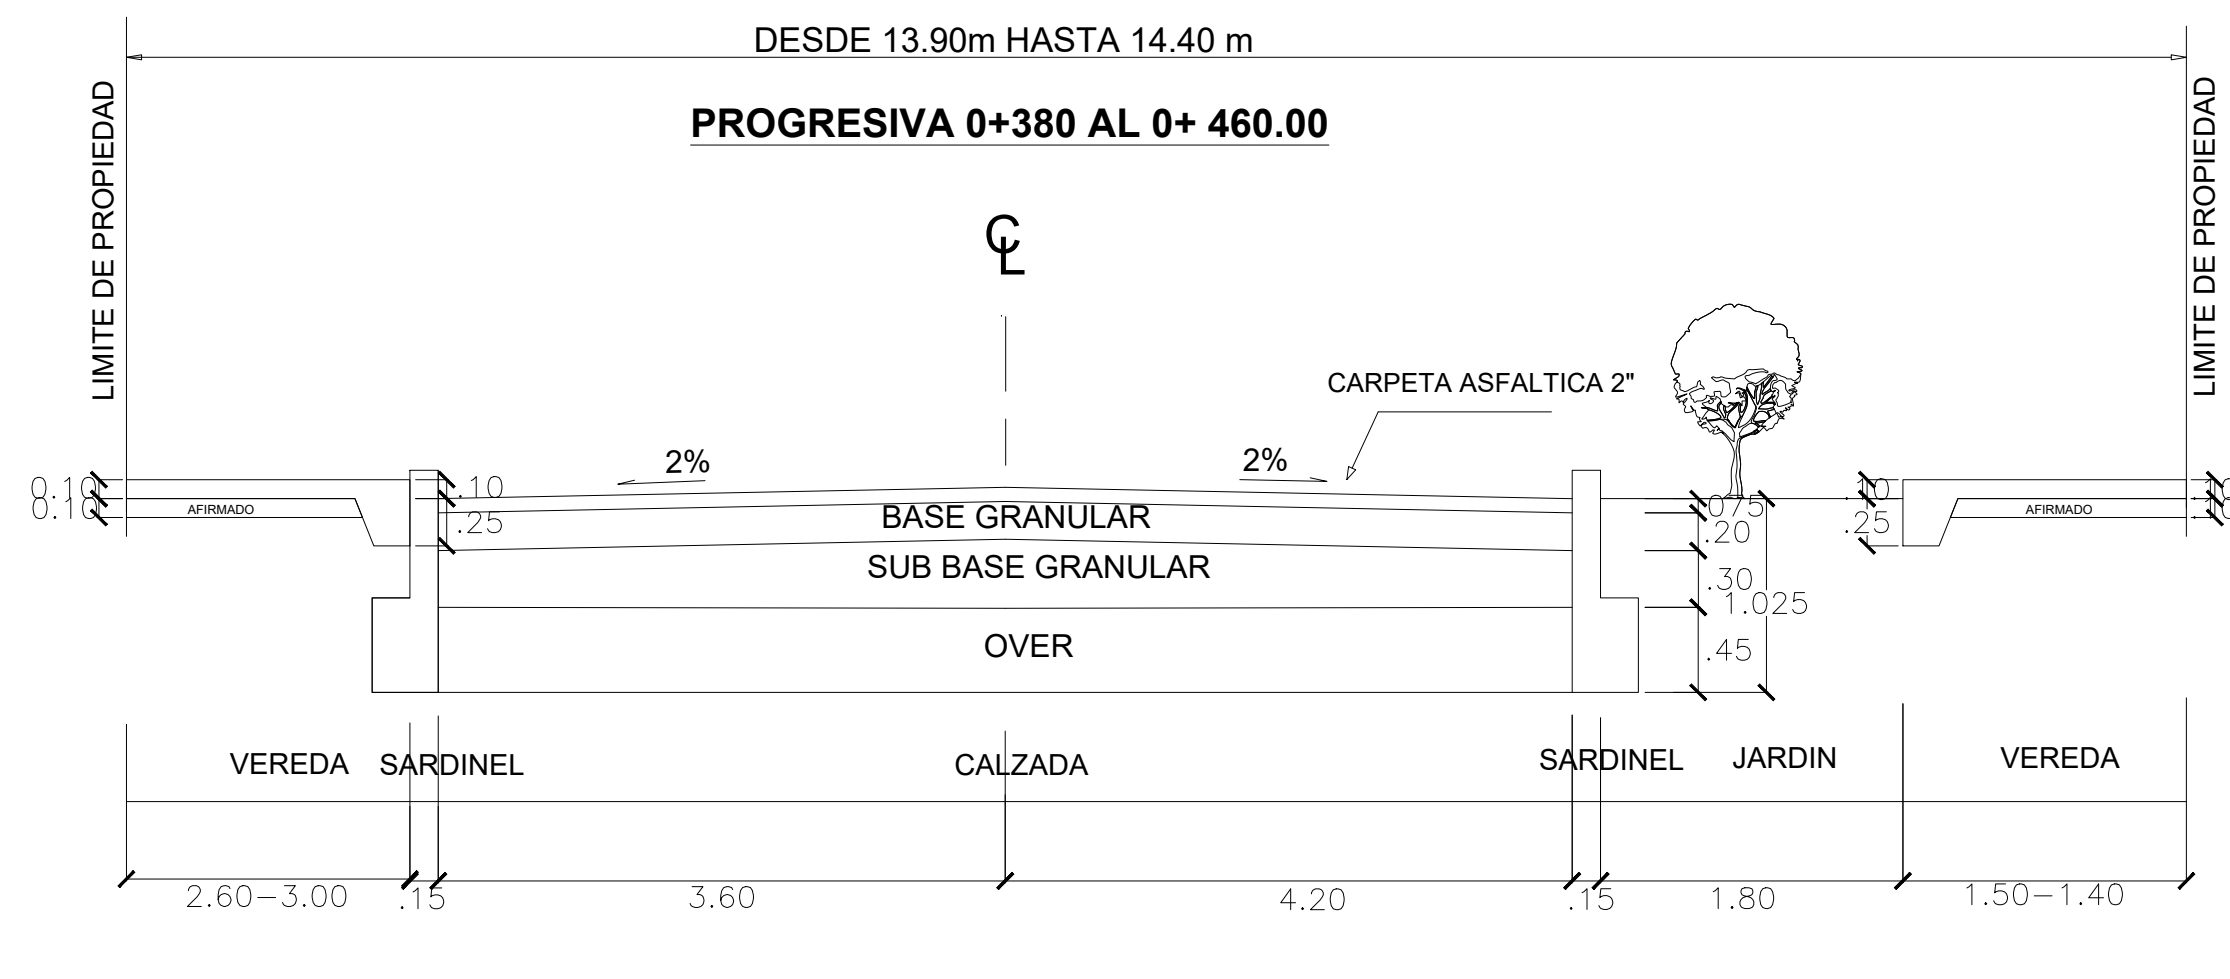 DESDE 13.90m HASTA 14.40 m
PROGRESIVA 0+380 AL 0+ 460.00
LIMITE DE PROPIEDAD
LIMITE DE PROPIEDAD
CL
CARPETA ASFALTICA 2"
2%
2%
0.10
0.10
AFIRMADO
.10
.25
BASE GRANULAR
SUB BASE GRANULAR
OVER
.075
.20
.30
1.025
.45
.10
.25
AFIRMADO
VEREDA
SARDINEL
CALZADA
SARDINEL
JARDIN
VEREDA
2.60-3.00
.15
3.60
4.20
.15
1.80
1.50-1.40